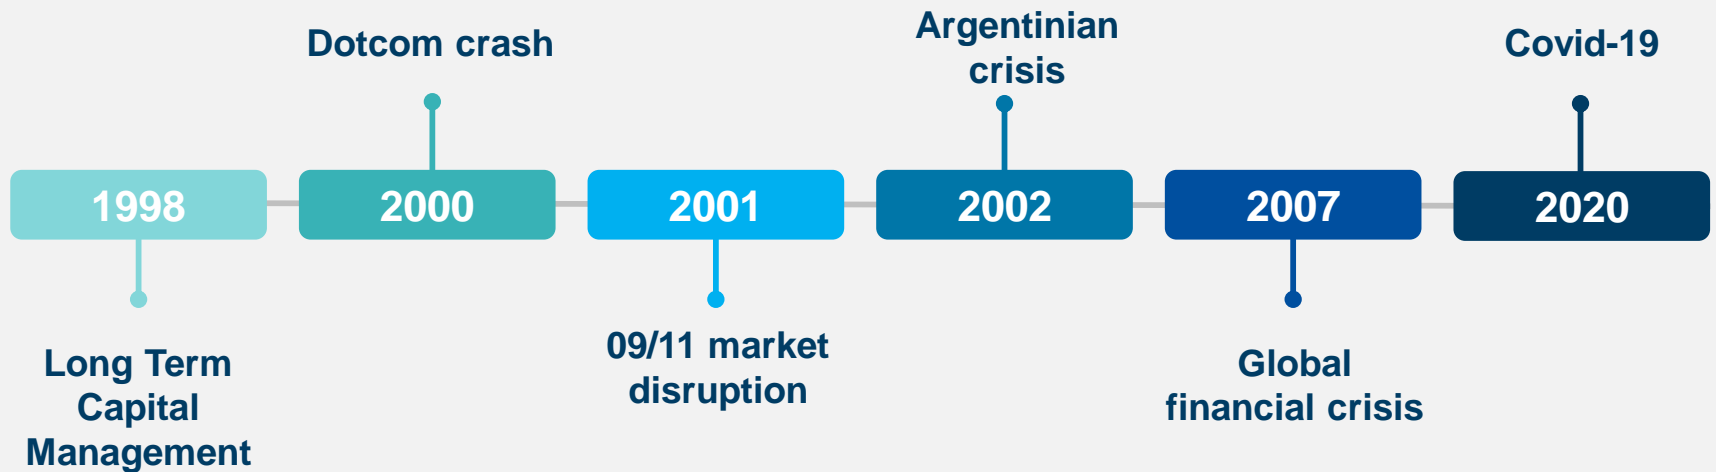 Dotcom crash
Argentinian
crisis
Covid-19
1998
2000
2001
2002
2007
2020
Long Term
Capital
Management
09/11 market
disruption
Global
financial crisis